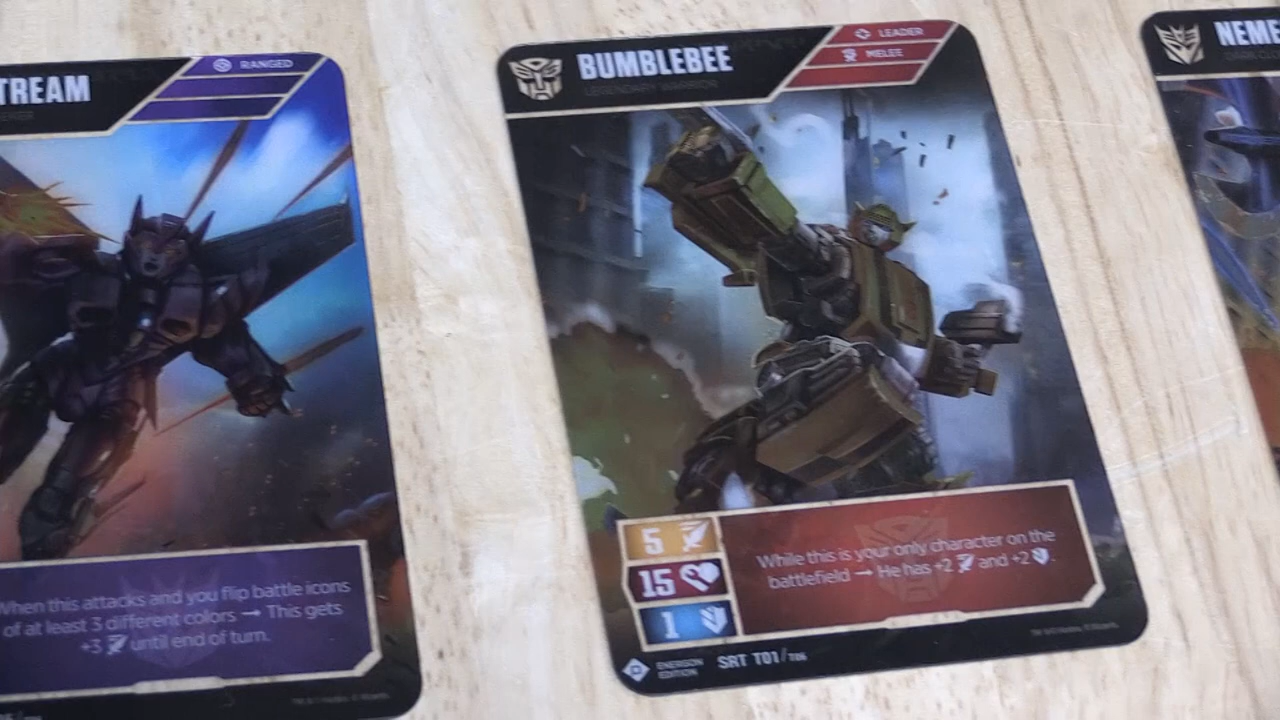 TREAM
RANGED
When this attacks and you flip battle icons
of at least 3 different colors → This gets
+3 until end of turn.
BUMBLEBEE
LEGENDARY WARRIOR
LEADER
MELEE
5
15
1
While this is your only character on the
battlefield → He has +2 and +2 .
ENERGON
EDITION
SRT T01/T06
NEME